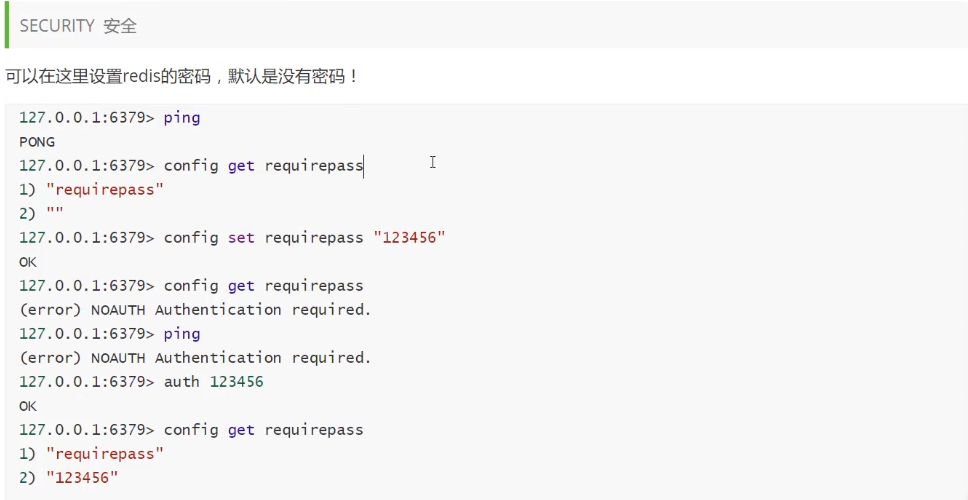 SECURITY 安全
可以在这里设置redis的密码，默认是没有密码！
127.0.0.1:6379> ping
PONG
127.0.0.1:6379> config get requirepass
1) "requirepass"
2) ""
127.0.0.1:6379> config set requirepass "123456"
OK
127.0.0.1:6379> config get requirepass
(error) NOAUTH Authentication required.
127.0.0.1:6379> ping
(error) NOAUTH Authentication required.
127.0.0.1:6379> auth 123456
OK
127.0.0.1:6379> config get requirepass
1) "requirepass"
2) "123456"